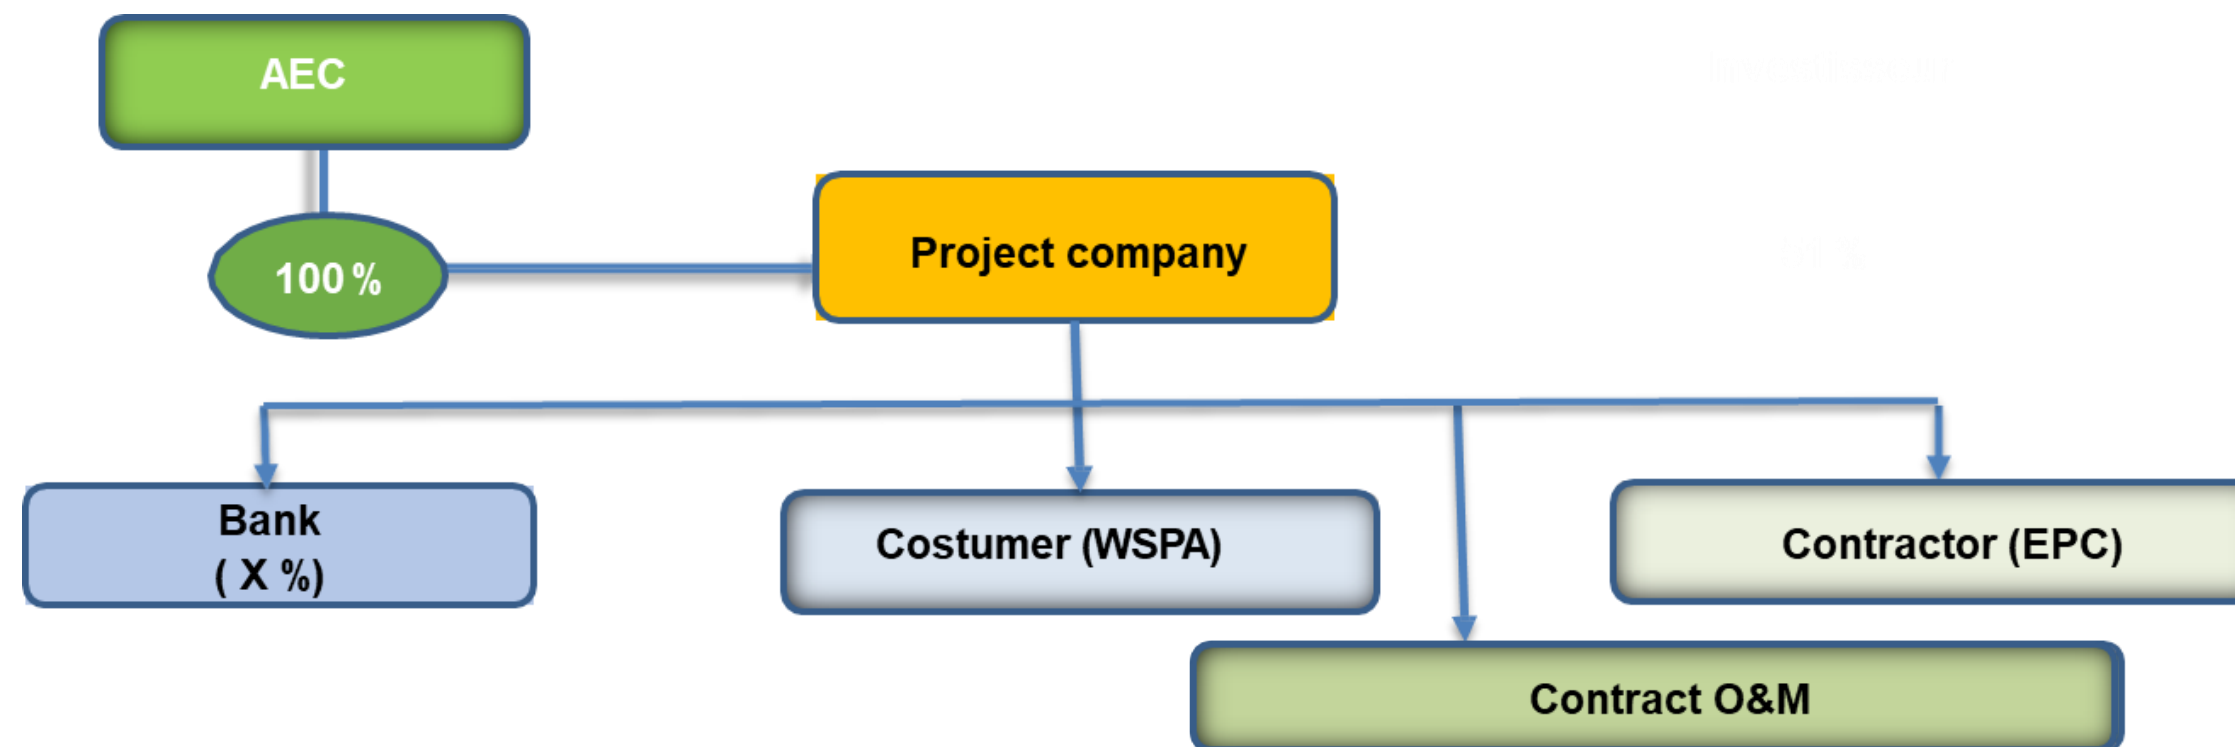 AEC
100 %
Project company
Bank
( X %)
Costumer (WSPA)
Contractor (EPC)
Contract O&M